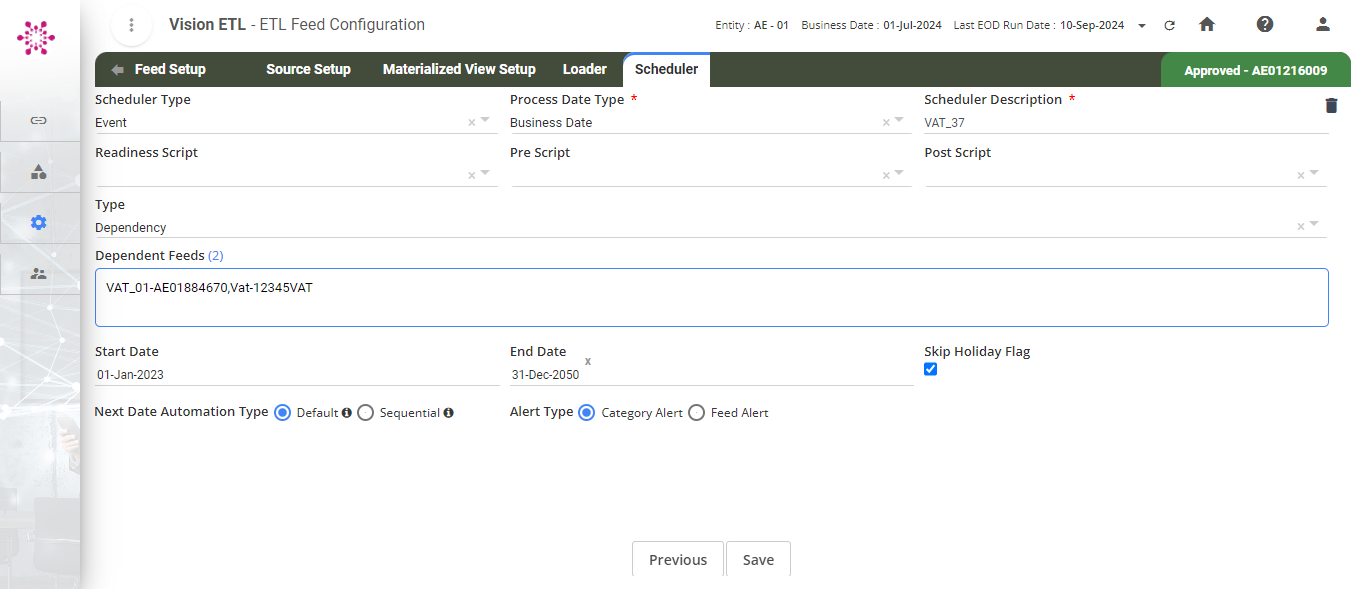 Vision ETL - ETL Feed Configuration
Entity : AE - 01 Business Date : 01-Jul-2024 Last EOD Run Date : 10-Sep-2024
Feed Setup Source Setup Materialized View Setup Loader Scheduler Approved - AE01216009
Scheduler Type Process Date Type * Scheduler Description *
Event × Business Date × VAT_37
Readiness Script Pre Script Post Script
× × ×
Type
Dependency ×
Dependent Feeds (2)
VAT_01-AE01884670,Vat-12345VAT
Start Date End Date x Skip Holiday Flag
01-Jan-2023 31-Dec-2050
Next Date Automation Type Default Sequential Alert Type Category Alert Feed Alert
Previous Save